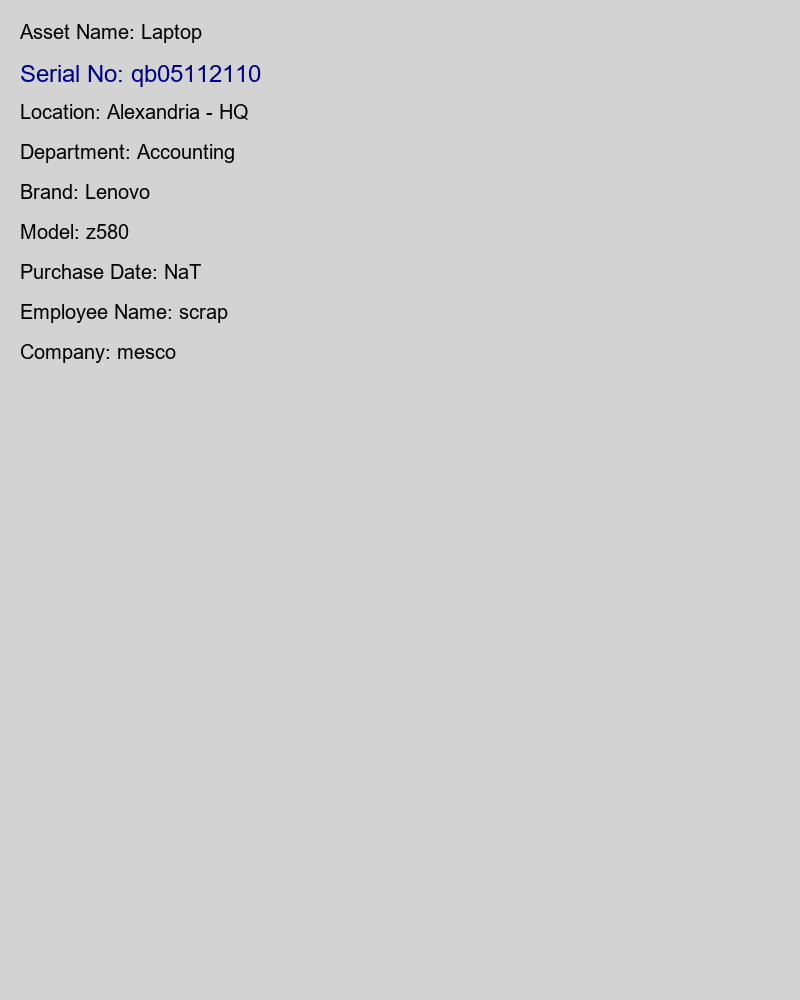 Asset Name: Laptop
Serial No: qb05112110
Location: Alexandria - HQ
Department: Accounting
Brand: Lenovo
Model: z580
Purchase Date: NaT
Employee Name: scrap
Company: mesco